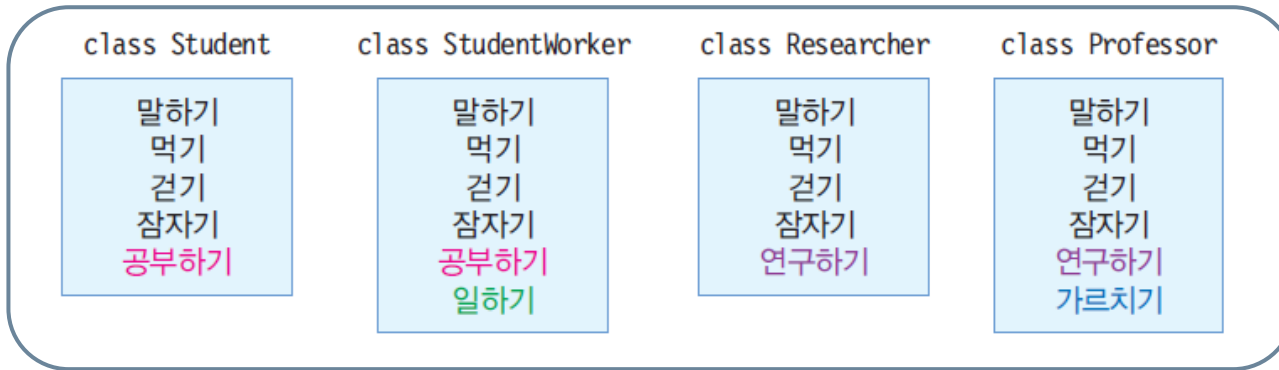 class Student
말하기
먹기
걷기
잠자기
공부하기
class StudentWorker
말하기
먹기
걷기
잠자기
공부하기
일하기
class Researcher
말하기
먹기
걷기
잠자기
연구하기
class Professor
말하기
먹기
걷기
잠자기
연구하기
가르치기